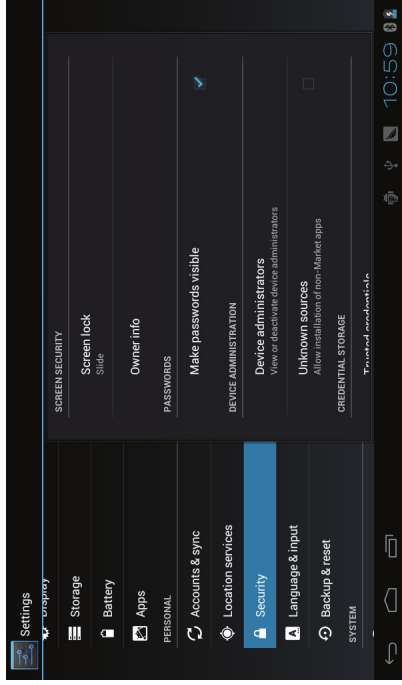 Settings
Display
Storage
Battery
Apps
PERSONAL
Accounts & sync
Location services
Security
Language & input
Backup & reset
SYSTEM
SCREEN SECURITY
Screen lock
Slide
Owner info
PASSWORDS
Make passwords visible
DEVICE ADMINISTRATION
Device administrators
View or deactivate device administrators
Unknown sources
Allow installation of non-Market apps
CREDENTIAL STORAGE
Trusted credentials
10:59